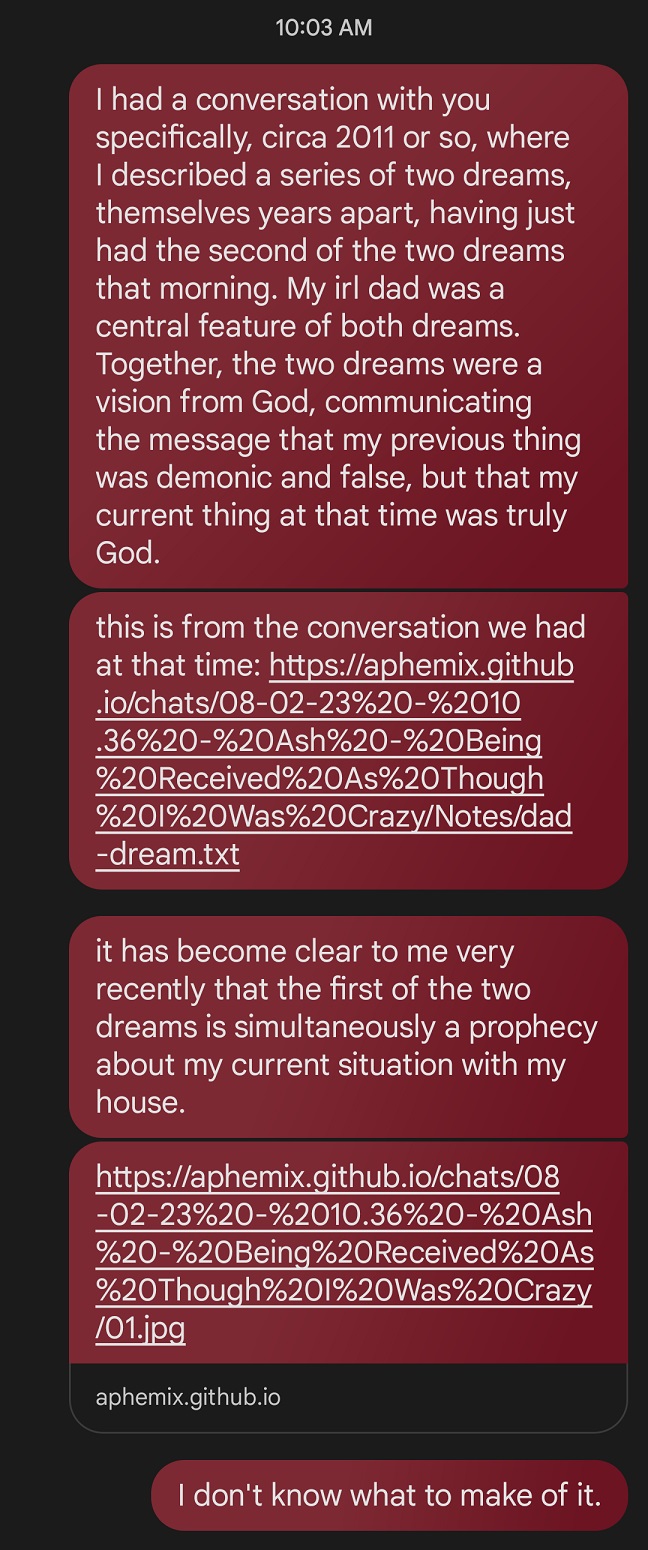 10:03 AM
I had a conversation with you
specifically, circa 2011 or so, where
I described a series of two dreams,
themselves years apart, having just
had the second of the two dreams
that morning. My irl dad was a
central feature of both dreams.
Together, the two dreams were a
vision from God, communicating
the message that my previous thing
was demonic and false, but that my
current thing at that time was truly
God.
this is from the conversation we had
at that time: https://aphemix.github
.io/chats/08-02-23%20-%2010
.36%20-%20Ash%20-%20Being
%20Received%20As%20Though
%20I%20Was%20Crazy/Notes/dad
-dream.txt
it has become clear to me very
recently that the first of the two
dreams is simultaneously a prophecy
about my current situation with my
house.
https://aphemix.github.io/chats/08
-02-23%20-%2010.36%20-%20Ash
%20-%20Being%20Received%20As
%20Though%20I%20Was%20Crazy
/01.jpg
aphemix.github.io
I don't know what to make of it.